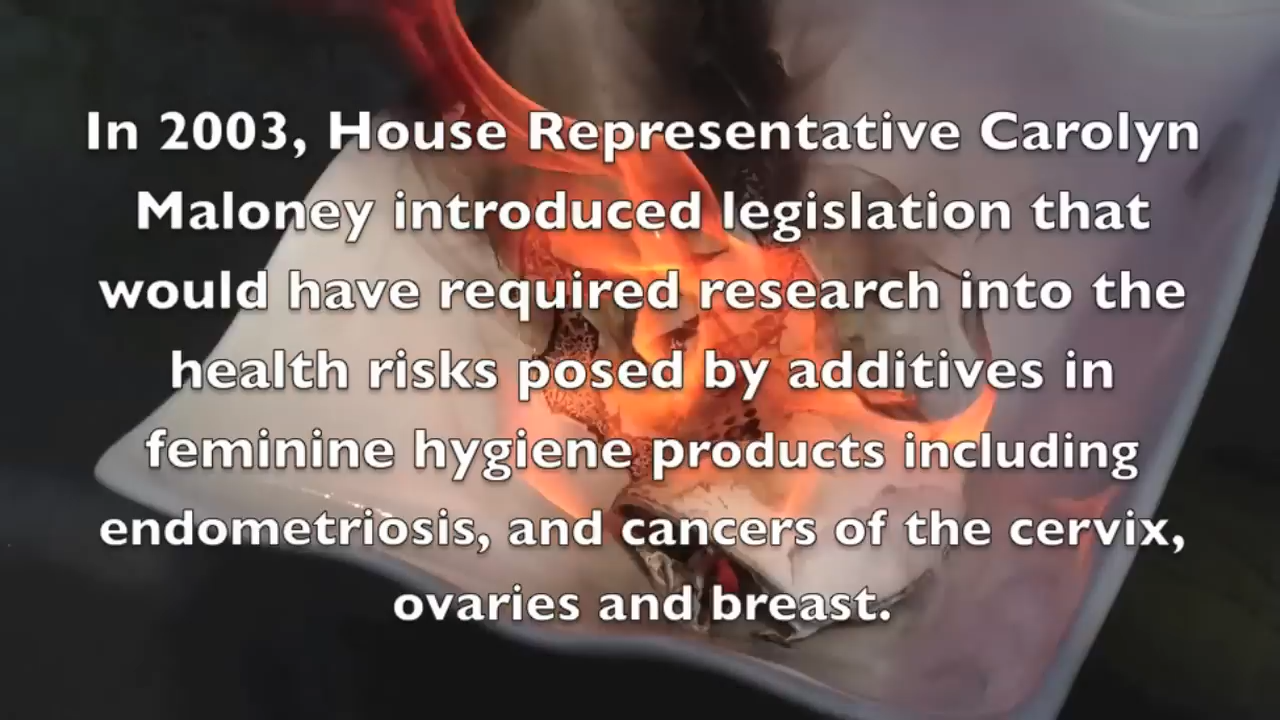 In 2003, House Representative Carolyn
Maloney introduced legislation that
would have required research into the
health risks posed by additives in
feminine hygiene products including
endometriosis, and cancers of the cervix,
ovaries and breast.